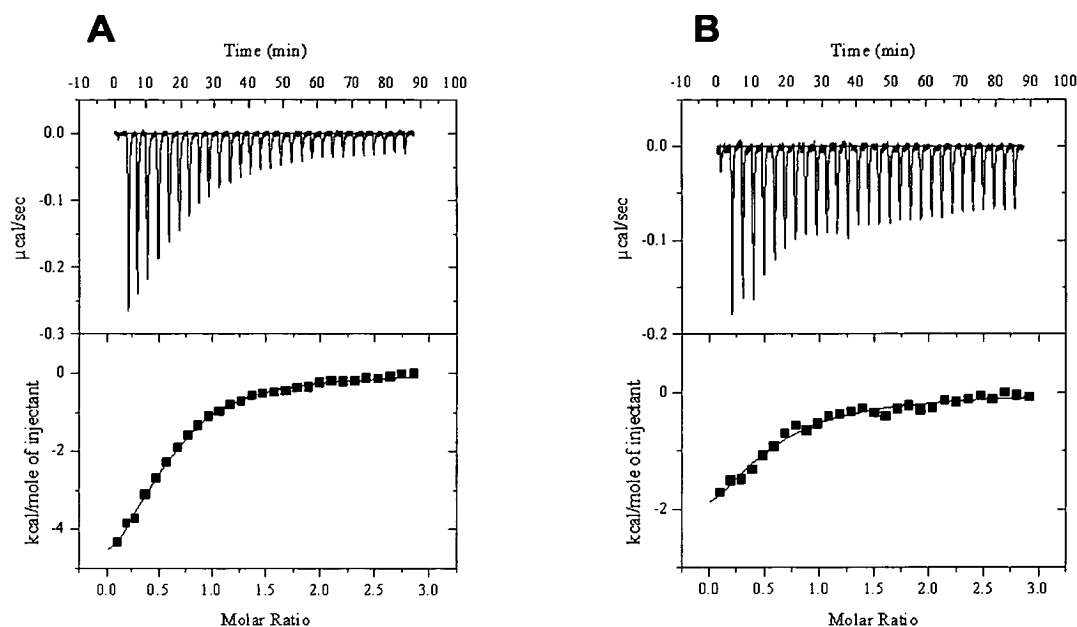 A
Time (min)
-10 0 10 20 30 40 50 60 70 80 90 100
0.0
-0.1
-0.2
-0.3
µcal/sec
0
-2
-4
kcal/mole of injectant
0.0 0.5 1.0 1.5 2.0 2.5 3.0
Molar Ratio
B
Time (min)
-10 0 10 20 30 40 50 60 70 80 90 100
0.0
-0.1
-0.2
µcal/sec
0
-2
kcal/mole of injectant
0.0 0.5 1.0 1.5 2.0 2.5 3.0
Molar Ratio